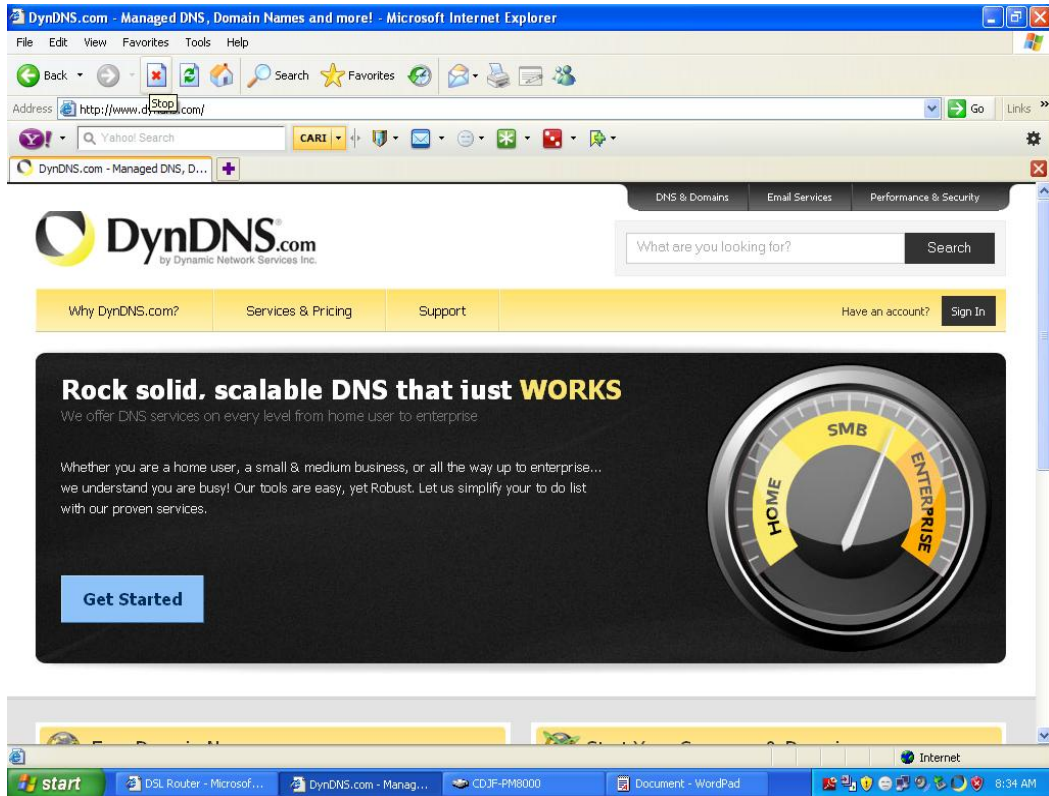 DynDNS.com - Managed DNS, Domain Names and more! - Microsoft Internet Explorer
File Edit View Favorites Tools Help
Back Search Favorites
Address http://www.dyndns.com/ Go Links »
Stop
Y! Yahoo! Search CARI
DynDNS.com - Managed DNS, D...
DNS & Domains Email Services Performance & Security
DynDNS.com
by Dynamic Network Services Inc.
What are you looking for? Search
Why DynDNS.com? Services & Pricing Support Have an account? Sign In
Rock solid, scalable DNS that just WORKS
We offer DNS services on every level from home user to enterprise
Whether you are a home user, a small & medium business, or all the way up to enterprise...
we understand you are busy! Our tools are easy, yet Robust. Let us simplify your to do list
with our proven services.
Get Started
HOME SMB ENTERPRISE
Internet
start DSL Router - Microsof... DynDNS.com - Manag... CDJF-PM8000 Document - WordPad 8:34 AM